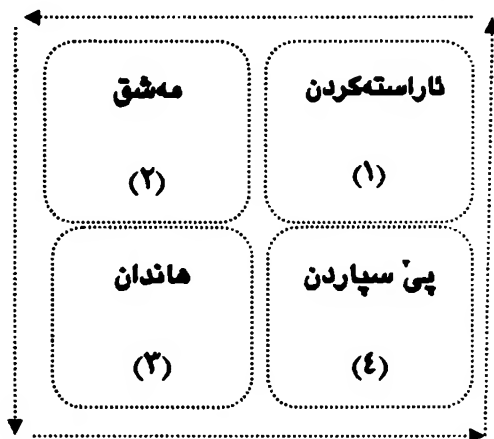 ئاراستەکردن
(١)
مەشق
(٢)
هاندان
(٣)
پێ سپاردن
(٤)